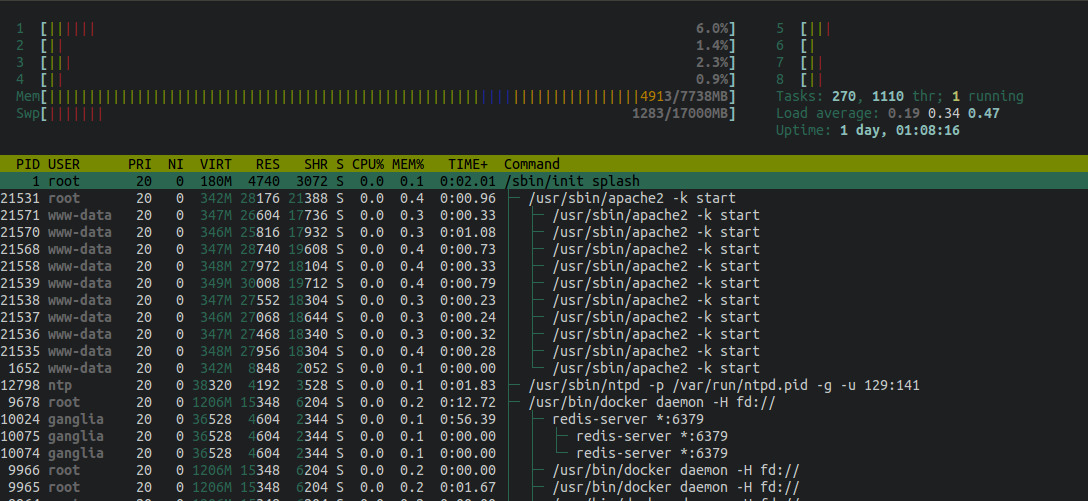 1 [|||||| 6.0%] 5 [|||
2 [|| 1.4%] 6 [|
3 [||| 2.3%] 7 [||
4 [|| 0.9%] 8 [||
Mem[||||||||||||||||||||||||||||||||||||||||||||||||||||||||||||||||||||||||||4913/7738MB] Tasks: 270, 1110 thr; 1 running
Swp[||||||| 1283/17000MB] Load average: 0.19 0.34 0.47
Uptime: 1 day, 01:08:16
PID USER PRI NI VIRT RES SHR S CPU% MEM% TIME+ Command
1 root 20 0 180M 4740 3072 S 0.0 0.1 0:02.01 /sbin/init splash
21531 root 20 0 342M 28176 21388 S 0.0 0.4 0:00.96 ├─ /usr/sbin/apache2 -k start
21571 www-data 20 0 347M 26604 17736 S 0.0 0.3 0:00.33 │ ├─ /usr/sbin/apache2 -k start
21570 www-data 20 0 346M 25816 17932 S 0.0 0.3 0:01.08 │ ├─ /usr/sbin/apache2 -k start
21568 www-data 20 0 347M 28740 19608 S 0.0 0.4 0:00.73 │ ├─ /usr/sbin/apache2 -k start
21558 www-data 20 0 348M 27972 18104 S 0.0 0.4 0:00.33 │ ├─ /usr/sbin/apache2 -k start
21539 www-data 20 0 349M 30008 19712 S 0.0 0.4 0:00.79 │ ├─ /usr/sbin/apache2 -k start
21538 www-data 20 0 347M 27552 18304 S 0.0 0.3 0:00.23 │ ├─ /usr/sbin/apache2 -k start
21537 www-data 20 0 346M 27068 18644 S 0.0 0.3 0:00.24 │ ├─ /usr/sbin/apache2 -k start
21536 www-data 20 0 347M 27468 18340 S 0.0 0.3 0:00.32 │ ├─ /usr/sbin/apache2 -k start
21535 www-data 20 0 348M 27956 18304 S 0.0 0.4 0:00.28 │ ├─ /usr/sbin/apache2 -k start
1652 www-data 20 0 342M 8848 2052 S 0.0 0.1 0:00.00 │ └─ /usr/sbin/apache2 -k start
12798 ntp 20 0 38320 4192 3528 S 0.0 0.1 0:01.83 ├─ /usr/sbin/ntpd -p /var/run/ntpd.pid -g -u 129:141
9678 root 20 0 1206M 15348 6204 S 0.0 0.2 0:12.72 ├─ /usr/bin/docker daemon -H fd://
10024 ganglia 20 0 36528 4604 2344 S 0.0 0.1 0:56.39 │ ├─ redis-server *:6379
10075 ganglia 20 0 36528 4604 2344 S 0.0 0.1 0:00.00 │ │ ├─ redis-server *:6379
10074 ganglia 20 0 36528 4604 2344 S 0.0 0.1 0:00.00 │ │ └─ redis-server *:6379
9966 root 20 0 1206M 15348 6204 S 0.0 0.2 0:00.00 │ ├─ /usr/bin/docker daemon -H fd://
9965 root 20 0 1206M 15348 6204 S 0.0 0.2 0:01.67 │ ├─ /usr/bin/docker daemon -H fd://